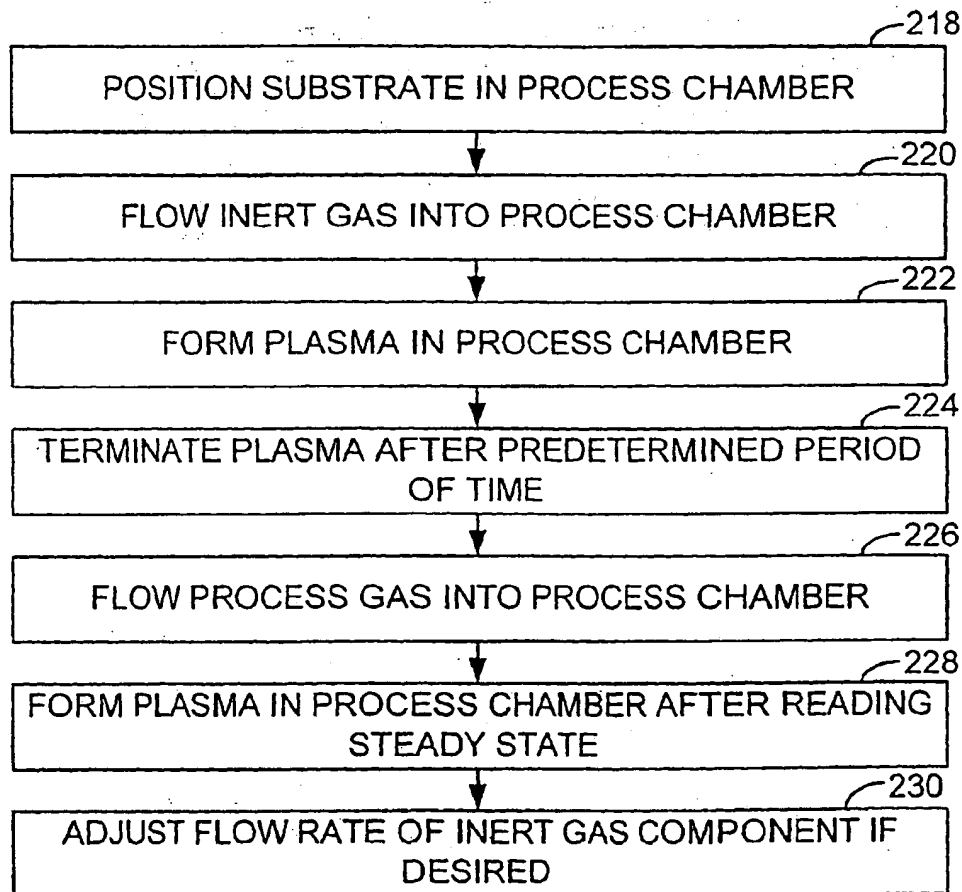 218
POSITION SUBSTRATE IN PROCESS CHAMBER
220
FLOW INERT GAS INTO PROCESS CHAMBER
222
FORM PLASMA IN PROCESS CHAMBER
224
TERMINATE PLASMA AFTER PREDETERMINED PERIOD
OF TIME
226
FLOW PROCESS GAS INTO PROCESS CHAMBER
228
FORM PLASMA IN PROCESS CHAMBER AFTER READING
STEADY STATE
230
ADJUST FLOW RATE OF INERT GAS COMPONENT IF
DESIRED